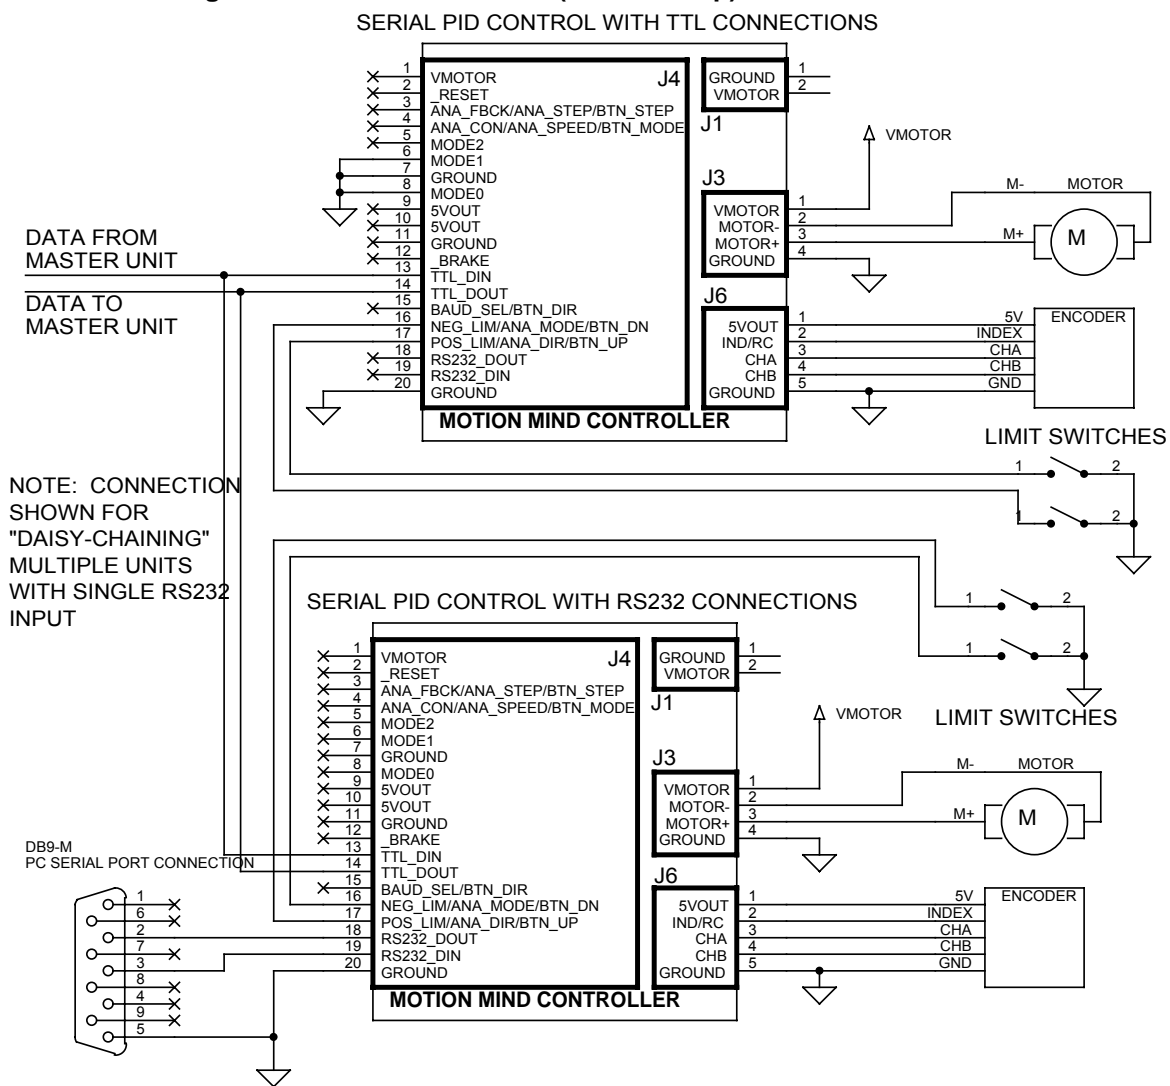 SERIAL PID CONTROL WITH TTL CONNECTIONS
1 VMOTOR
2 _RESET
3 ANA_FBCK/ANA_STEP/BTN_STEP
4 ANA_CON/ANA_SPEED/BTN_MODE
5 MODE2
6 MODE1
7 GROUND
8 MODE0
9 5VOUT
10 5VOUT
11 GROUND
12 _BRAKE
13 TTL_DIN
14 TTL_DOUT
15 BAUD_SEL/BTN_DIR
16 NEG_LIM/ANA_MODE/BTN_DN
17 POS_LIM/ANA_DIR/BTN_UP
18 RS232_DOUT
19 RS232_DIN
20 GROUND
J4
GROUND 1
VMOTOR 2
J1
VMOTOR
J3
VMOTOR 1
MOTOR- 2
MOTOR+ 3
GROUND 4
M- MOTOR
M+ M
J6
5VOUT 1 5V
IND/RC 2 INDEX
CHA 3 CHA
CHB 4 CHB
GROUND 5 GND
ENCODER
MOTION MIND CONTROLLER
DATA FROM
MASTER UNIT
DATA TO
MASTER UNIT
LIMIT SWITCHES
1 2
1 2
NOTE: CONNECTION
SHOWN FOR
"DAISY-CHAINING"
MULTIPLE UNITS
WITH SINGLE RS232
INPUT
1 2
1 2
LIMIT SWITCHES
SERIAL PID CONTROL WITH RS232 CONNECTIONS
1 VMOTOR
2 _RESET
3 ANA_FBCK/ANA_STEP/BTN_STEP
4 ANA_CON/ANA_SPEED/BTN_MODE
5 MODE2
6 MODE1
7 GROUND
8 MODE0
9 5VOUT
10 5VOUT
11 GROUND
12 _BRAKE
13 TTL_DIN
14 TTL_DOUT
15 BAUD_SEL/BTN_DIR
16 NEG_LIM/ANA_MODE/BTN_DN
17 POS_LIM/ANA_DIR/BTN_UP
18 RS232_DOUT
19 RS232_DIN
20 GROUND
J4
GROUND 1
VMOTOR 2
J1
VMOTOR
J3
VMOTOR 1
MOTOR- 2
MOTOR+ 3
GROUND 4
M- MOTOR
M+ M
J6
5VOUT 1 5V
IND/RC 2 INDEX
CHA 3 CHA
CHB 4 CHB
GROUND 5 GND
ENCODER
MOTION MIND CONTROLLER
DB9-M
PC SERIAL PORT CONNECTION
1
6
2
7
3
8
4
9
5